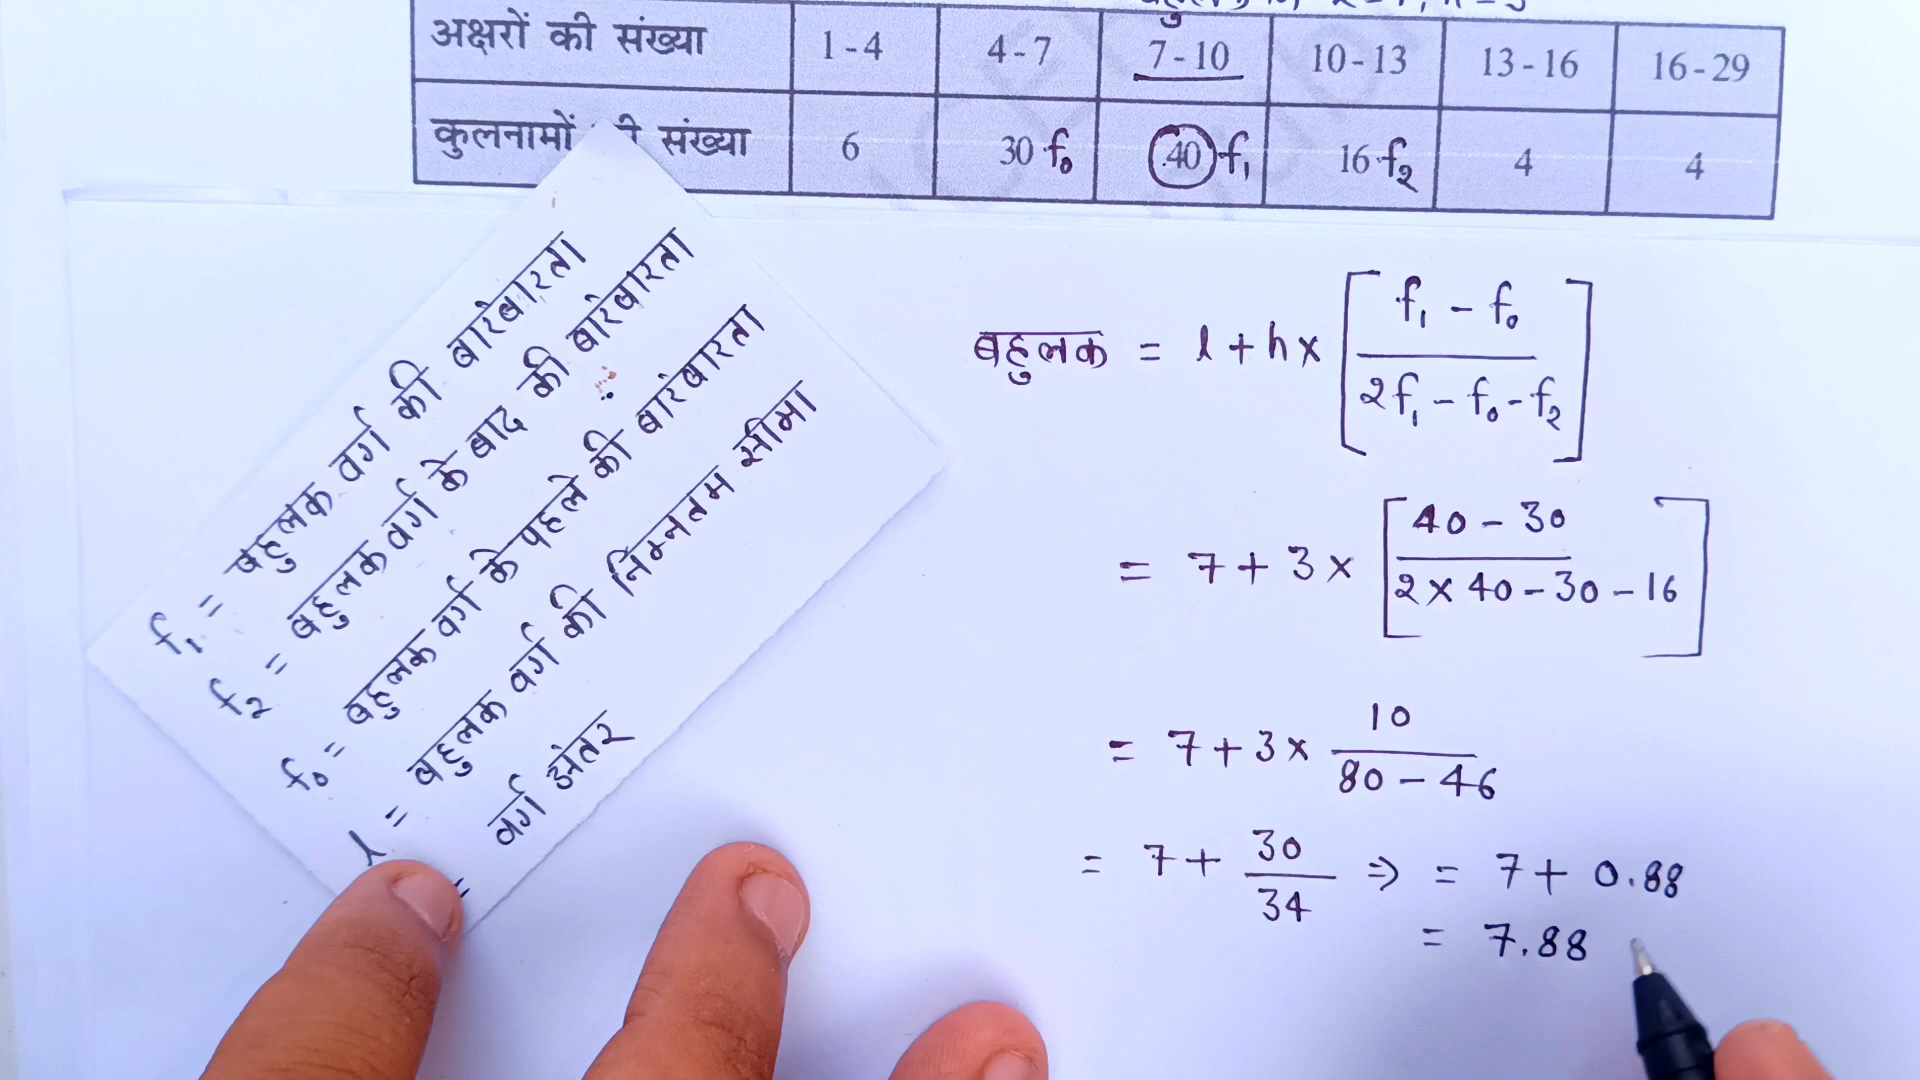 अक्षरों की संख्या 1-4 4-7 7-10 10-13 13-16 16-29
कुलनामों की संख्या 6 30 f₀ 40 f₁ 16 f₂ 4 4
f₁ = बहुलक वर्ग की बारंबारता
f₂ = बहुलक वर्ग के बाद की बारंबारता
f₀ = बहुलक वर्ग के पहले की बारंबारता
l = बहुलक वर्ग की निम्नतम सीमा
= वर्ग अंतर
बहुलक = l + h × [ (f₁ - f₀) / (2f₁ - f₀ - f₂) ]
= 7 + 3 × [ (40 - 30) / (2 × 40 - 30 - 16) ]
= 7 + 3 × 10 / (80 - 46)
= 7 + 30/34 ⇒ = 7 + 0.88
= 7.88